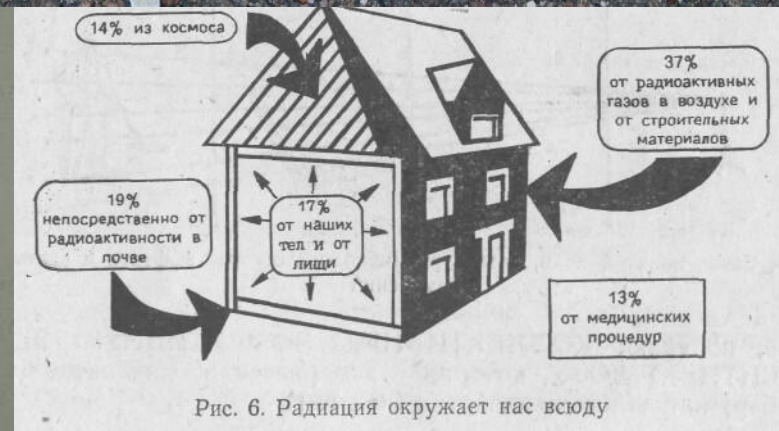 14% из космоса
37%
от радиоактивных
газов в воздухе и
от строительных
материалов
19%
непосредственно от
радиоактивности в
почве
17%
от наших
тел и от
пищи
13%
от медицинских
процедур
Рис. 6. Радиация окружает нас всюду